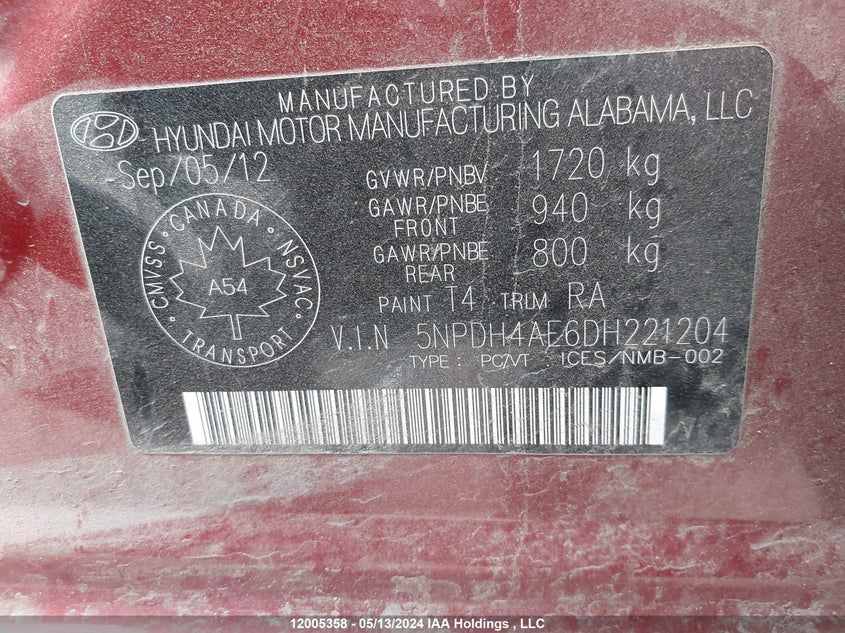 MANUFACTURED BY
HYUNDAI MOTOR MANUFACTURING ALABAMA, LLC
Sep/05/12
GVWR/PNBV 1720 kg
GAWR/PNBE FRONT 940 kg
GAWR/PNBE REAR 800 kg
CMVSS • CANADA • NSVAC • TRANSPORT •
A54
PAINT T4 TRIM RA
V.I.N 5NPDH4AE6DH221204
TYPE : PC/VT ICES/NMB-002
12005358 - 05/13/2024 IAA Holdings , LLC